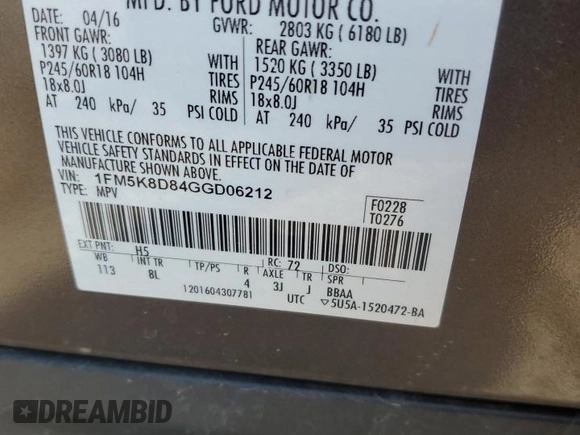 MFD. BY FORD MOTOR CO.
DATE: 04/16 GVWR: 2803 KG ( 6180 LB)
FRONT GAWR: REAR GAWR:
1397 KG ( 3080 LB) WITH 1520 KG ( 3350 LB) WITH
P245/60R18 104H TIRES P245/60R18 104H TIRES
18x8.0J RIMS 18x8.0J RIMS
AT 240 kPa/ 35 PSI COLD AT 240 kPa/ 35 PSI COLD
THIS VEHICLE CONFORMS TO ALL APPLICABLE FEDERAL MOTOR
VEHICLE SAFETY STANDARDS IN EFFECT ON THE DATE OF
MANUFACTURE SHOWN ABOVE.
VIN: 1FM5K8D84GGD06212
TYPE: MPV
F0228
T0276
EXT PNT: H5 RC: 72 DSO:
WB INT TR TP/PS R AXLE TR SPR
113 8L 4 3J J BBAA
1201604307781 UTC ▽5U5A-1520472-BA
DREAMBID